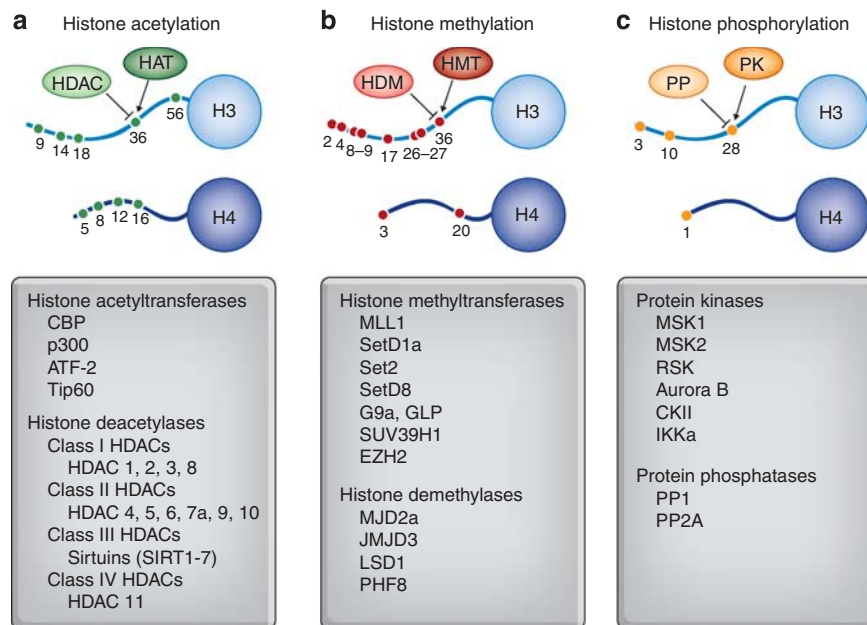 a Histone acetylation
HDAC
HAT
H3
9
14
18
36
56
H4
5
8
12
16
Histone acetyltransferases
CBP
p300
ATF-2
Tip60
Histone deacetylases
Class I HDACs
HDAC 1, 2, 3, 8
Class II HDACs
HDAC 4, 5, 6, 7a, 9, 10
Class III HDACs
Sirtuins (SIRT1-7)
Class IV HDACs
HDAC 11
b Histone methylation
HDM
HMT
H3
2
4
8–9
17
26–27
36
H4
3
20
Histone methyltransferases
MLL1
SetD1a
Set2
SetD8
G9a, GLP
SUV39H1
EZH2
Histone demethylases
MJD2a
JMJD3
LSD1
PHF8
c Histone phosphorylation
PP
PK
H3
3
10
28
H4
1
Protein kinases
MSK1
MSK2
RSK
Aurora B
CKII
IKKa
Protein phosphatases
PP1
PP2A